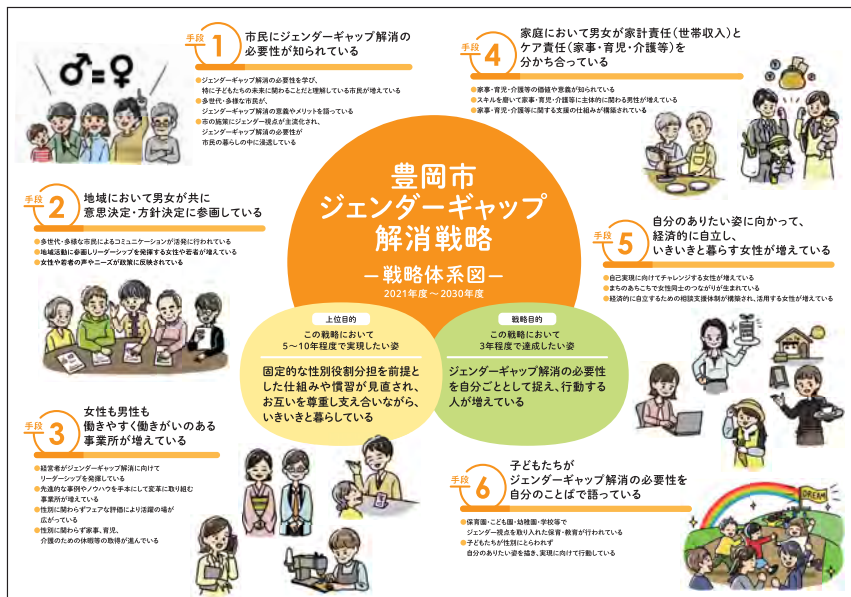 手段
1
市民にジェンダーギャップ解消の
必要性が知られている
●ジェンダーギャップ解消の必要性を学び、
特に子どもたちの未来に関わることだと理解している市民が増えている
●多世代・多様な市民が、
ジェンダーギャップ解消の意義やメリットを語っている
●市の施策にジェンダー視点が主流化され、
ジェンダーギャップ解消の必要性が
市民の暮らしの中に浸透している
♂=♀
手段
2
地域において男女が共に
意思決定・方針決定に参画している
●多世代・多様な市民によるコミュニケーションが活発に行われている
●地域活動に参画しリーダーシップを発揮する女性や若者が増えている
●女性や若者の声やニーズが政策に反映されている
手段
3
女性も男性も
働きやすく働きがいのある
事業所が増えている
●経営者がジェンダーギャップ解消に向けて
リーダーシップを発揮している
●先進的な事例やノウハウを手本にして変革に取り組む
事業所が増えている
●性別に関わらずフェアな評価により活躍の場が
広がっている
●性別に関わらず家事、育児、
介護のための休暇等の取得が進んでいる
豊岡市
ジェンダーギャップ
解消戦略
ー戦略体系図ー
2021年度〜2030年度
上位目的
この戦略において
5〜10年程度で実現したい姿
固定的な性別役割分担を前提
とした仕組みや慣習が見直され、
お互いを尊重し支え合いながら、
いきいきと暮らしている
戦略目的
この戦略において
3年程度で達成したい姿
ジェンダーギャップ解消の必要性
を自分ごととして捉え、行動する
人が増えている
手段
4
家庭において男女が家計責任(世帯収入)と
ケア責任(家事・育児・介護等)を
分かち合っている
●家事・育児・介護等の価値や意義が知られている
●スキルを磨いて家事・育児・介護等に主体的に関わる男性が増えている
●家事・育児・介護等に関する支援の仕組みが構築されている
手段
5
自分のありたい姿に向かって、
経済的に自立し、
いきいきと暮らす女性が増えている
●自己実現に向けてチャレンジする女性が増えている
●まちのあちこちで女性同士のつながりが生まれている
●経済的に自立するための相談支援体制が構築され、活用する女性が増えている
手段
6
子どもたちが
ジェンダーギャップ解消の必要性を
自分のことばで語っている
●保育園・こども園・幼稚園・学校等で
ジェンダー視点を取り入れた保育・教育が行われている
●子どもたちが性別にとらわれず
自分のありたい姿を描き、実現に向けて行動している
DREAM